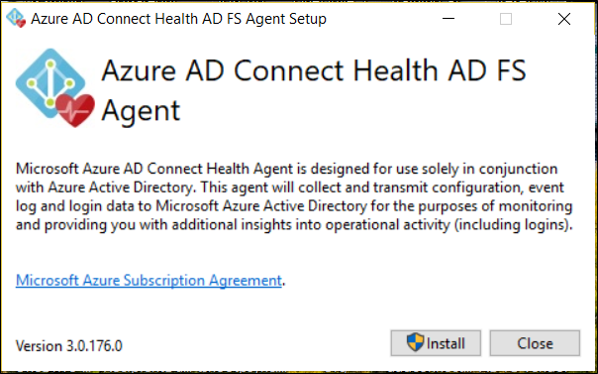 Azure AD Connect Health AD FS Agent Setup
Azure AD Connect Health AD FS
Agent
Microsoft Azure AD Connect Health Agent is designed for use solely in conjunction
with Azure Active Directory. This agent will collect and transmit configuration, event
log and login data to Microsoft Azure Active Directory for the purposes of monitoring
and providing you with additional insights into operational activity (including logins).
Microsoft Azure Subscription Agreement.
Version 3.0.176.0
Install
Close